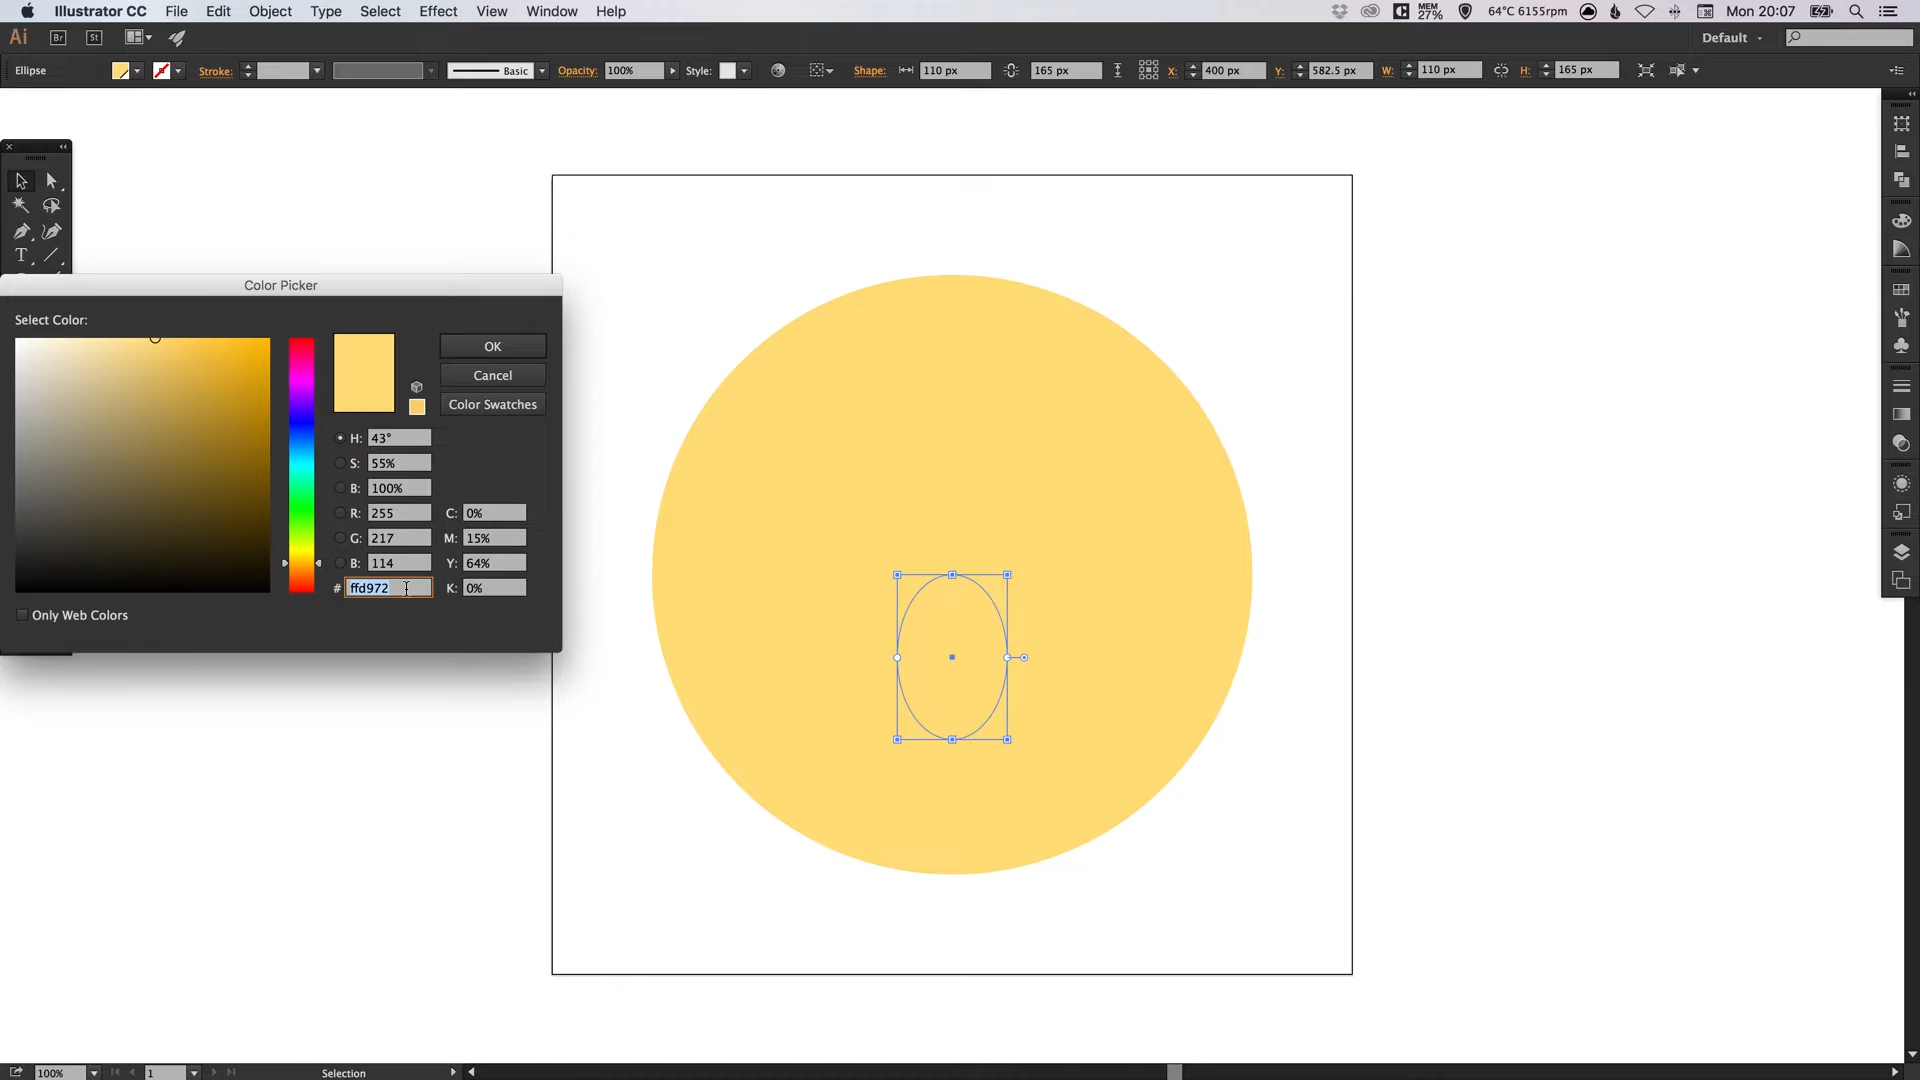 Illustrator CC File Edit Object Type Select Effect View Window Help MEM 27% 64°C 6155rpm Mon 20:07
Ai Br St Default
Ellipse Stroke: Basic Opacity: 100% Style: Shape: 110 px 165 px X: 400 px Y: 582.5 px W: 110 px H: 165 px
T
Color Picker
Select Color:
OK
Cancel
Color Swatches
H: 43°
S: 55%
B: 100%
R: 255 C: 0%
G: 217 M: 15%
B: 114 Y: 64%
# ffd972 K: 0%
Only Web Colors
100% 1 Selection